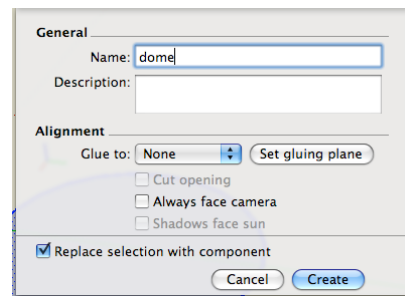 General
Name: dome
Description:
Alignment
Glue to: None Set gluing plane
Cut opening
Always face camera
Shadows face sun
Replace selection with component
Cancel Create